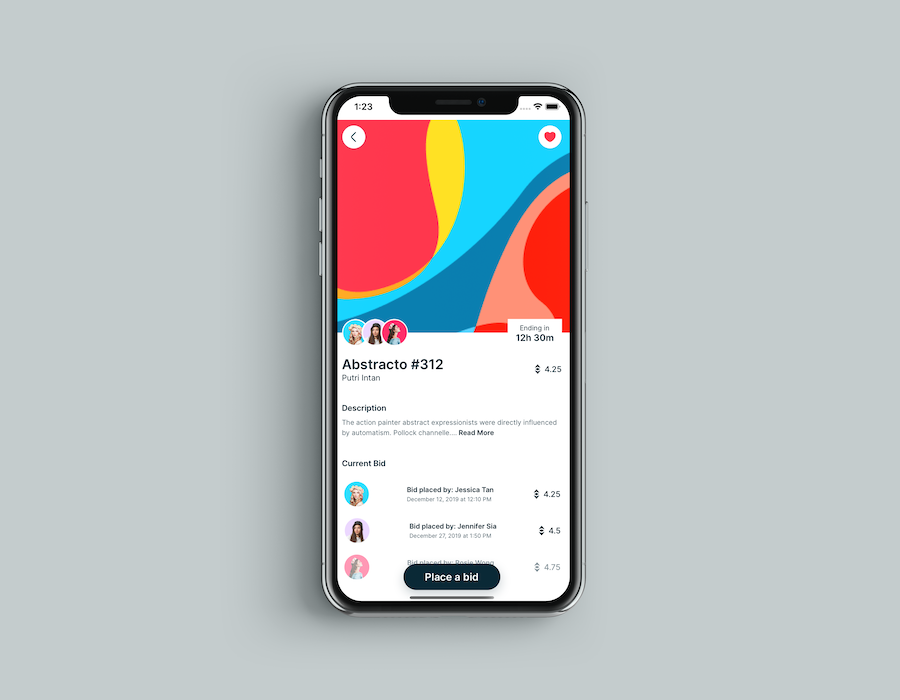 1:23
Ending in
12h 30m
Abstracto #312
4.25
Putri Intan
Description
The action painter abstract expressionists were directly influenced
by automatism. Pollock channelle.... Read More
Current Bid
Bid placed by: Jessica Tan
4.25
December 12, 2019 at 12:10 PM
Bid placed by: Jennifer Sia
4.5
December 27, 2019 at 1:50 PM
Bid placed by: Rosie Wong
4.75
Place a bid